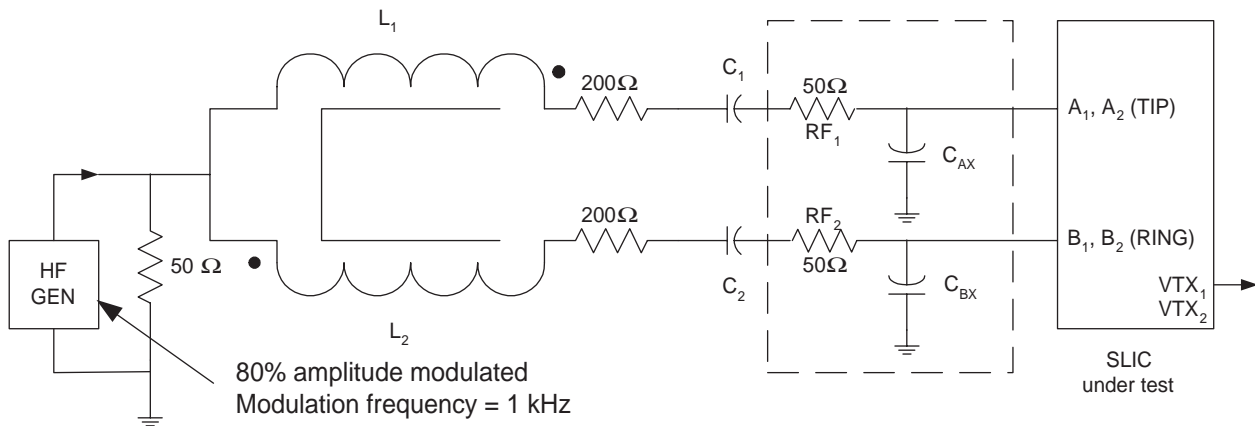 L1
200Ω
C1
50Ω
RF1
A1, A2 (TIP)
CAX
HF
GEN
50 Ω
200Ω
C2
RF2
50Ω
B1, B2 (RING)
CBX
VTX1
VTX2
L2
80% amplitude modulated
Modulation frequency = 1 kHz
SLIC
under test